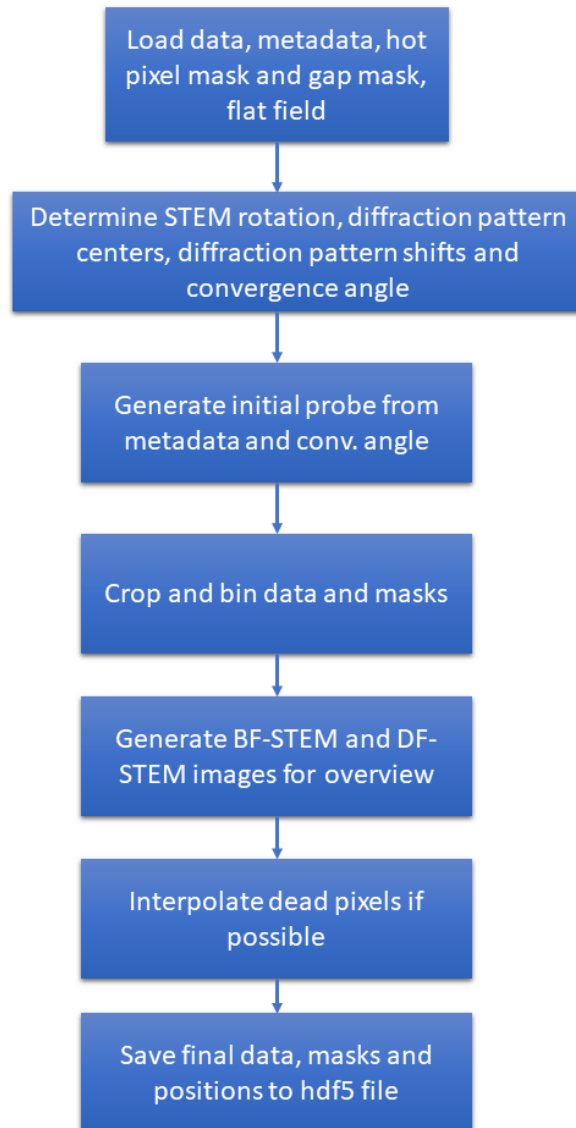 Load data, metadata, hot
pixel mask and gap mask,
flat field
Determine STEM rotation, diffraction pattern
centers, diffraction pattern shifts and
convergence angle
Generate initial probe from
metadata and conv. angle
Crop and bin data and masks
Generate BF-STEM and DF-
STEM images for overview
Interpolate dead pixels if
possible
Save final data, masks and
positions to hdf5 file